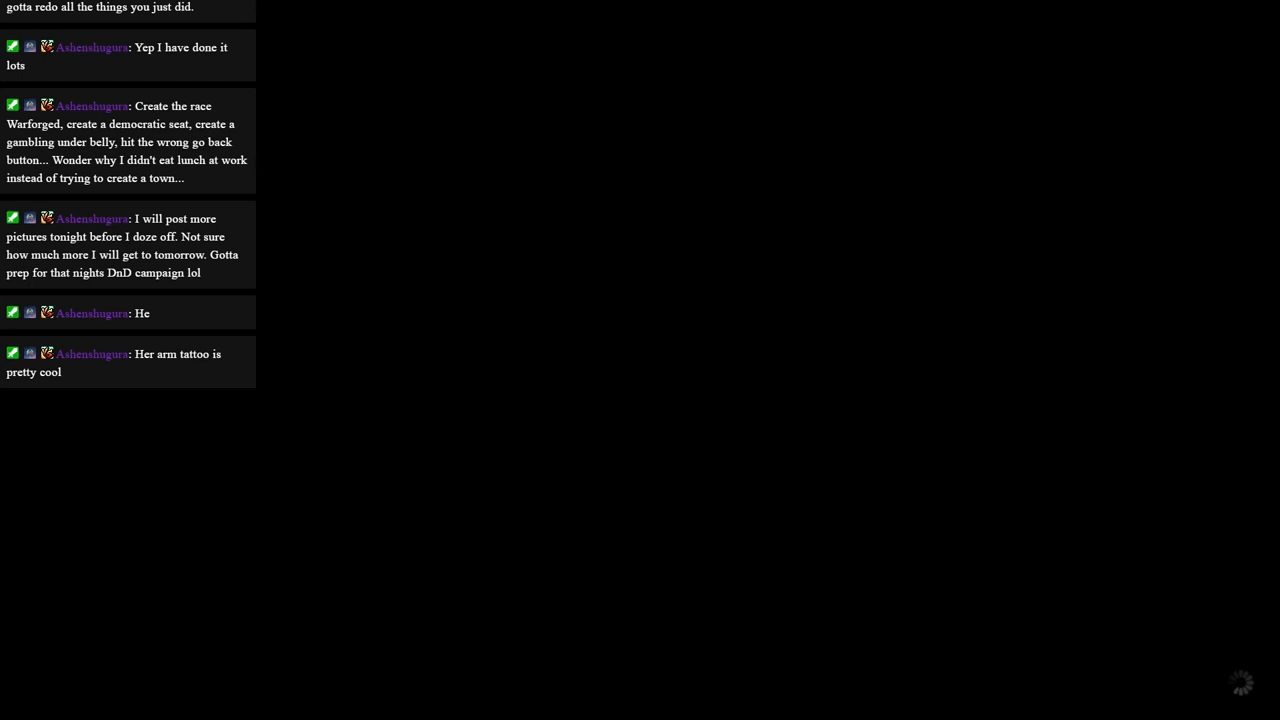 gotta redo all the things you just did.
Ashenshugura: Yep I have done it
lots
Ashenshugura: Create the race
Warforged, create a democratic seat, create a
gambling under belly, hit the wrong go back
button... Wonder why I didn't eat lunch at work
instead of trying to create a town...
Ashenshugura: I will post more
pictures tonight before I doze off. Not sure
how much more I will get to tomorrow. Gotta
prep for that nights DnD campaign lol
Ashenshugura: He
Ashenshugura: Her arm tattoo is
pretty cool